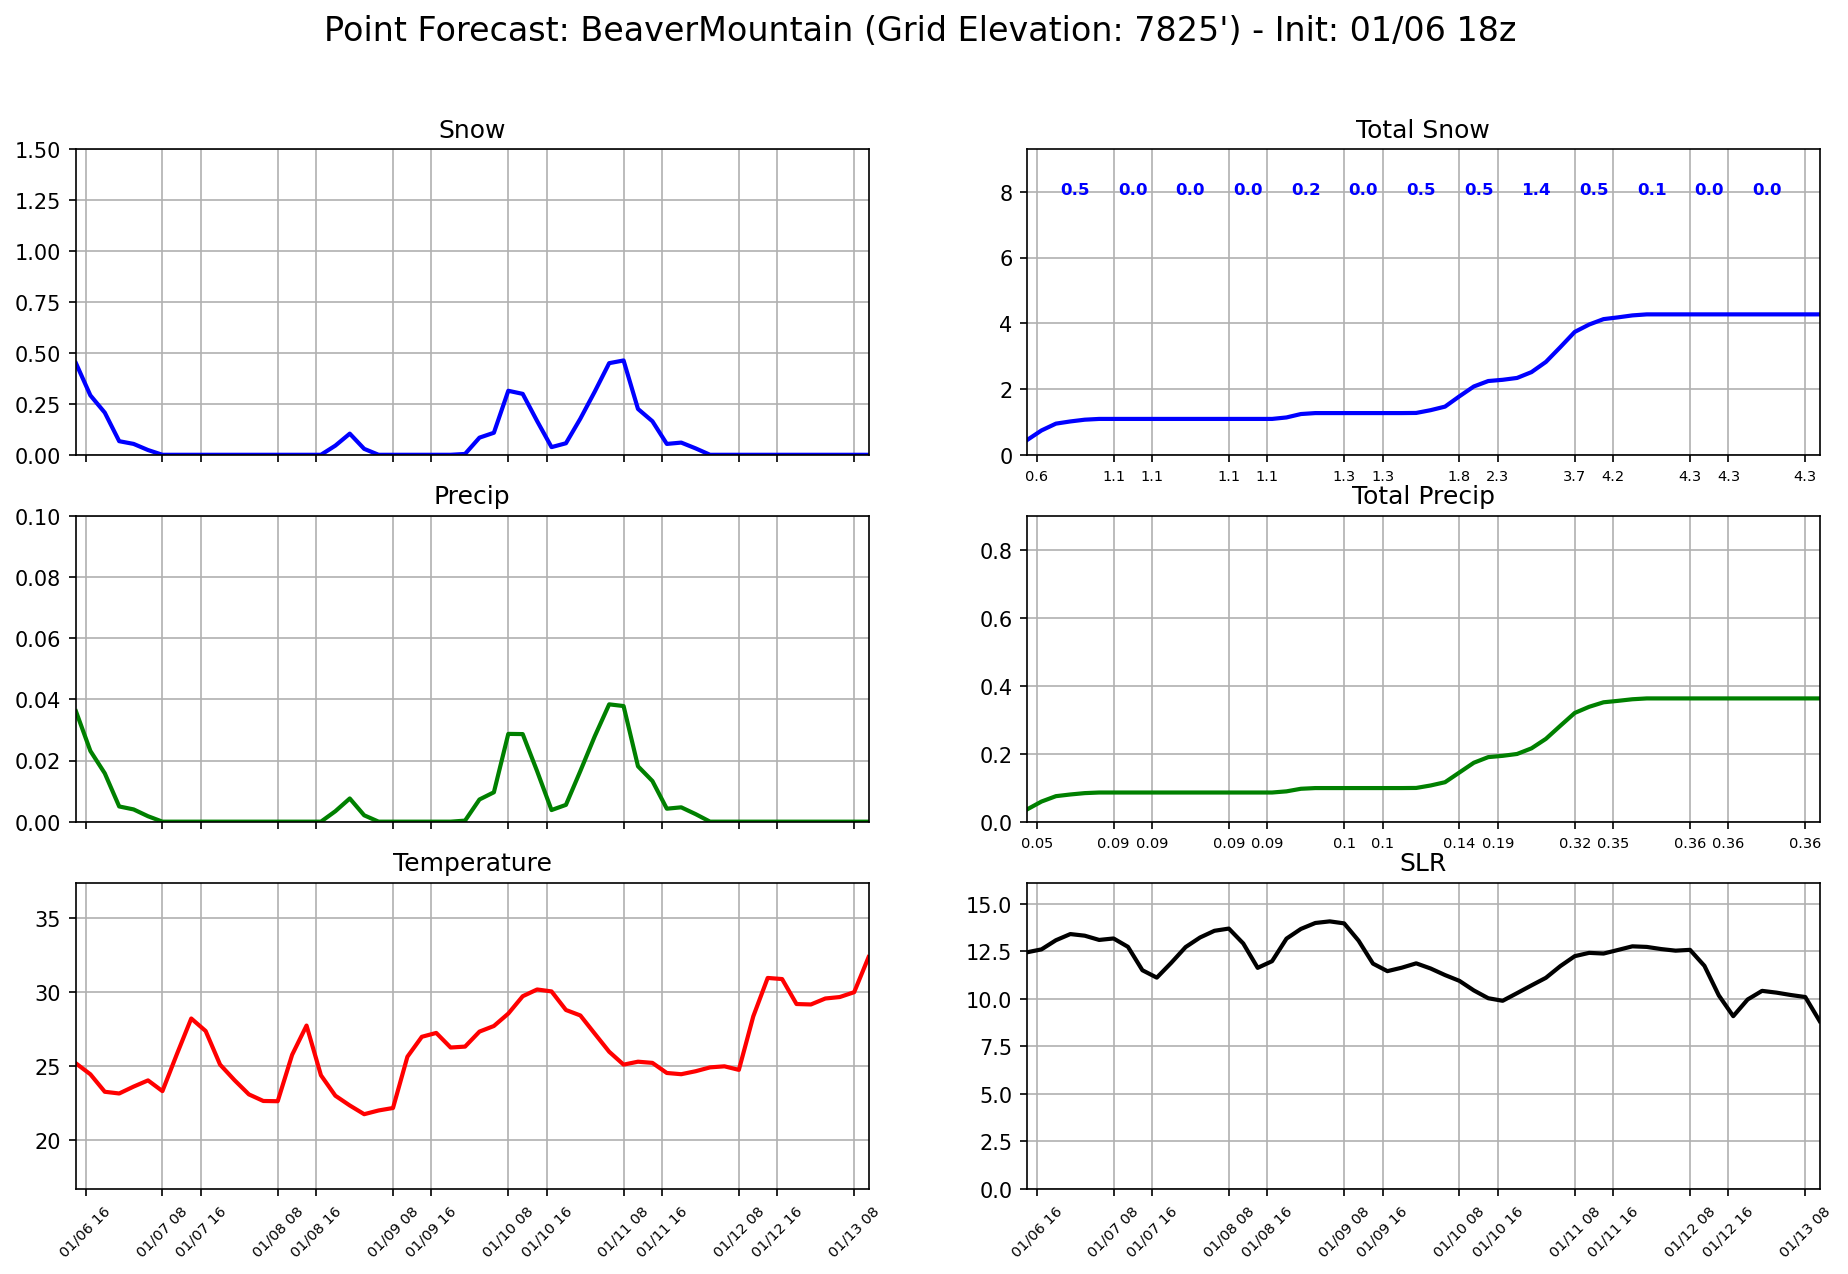 Point Forecast: BeaverMountain (Grid Elevation: 7825') - Init: 01/06 18z
Snow
1.50
1.25
1.00
0.75
0.50
0.25
0.00
Total Snow
8
6
4
2
0
0.5 0.0 0.0 0.0 0.2 0.0 0.5 0.5 1.4 0.5 0.1 0.0 0.0
0.6 1.1 1.1 1.1 1.1 1.3 1.3 1.8 2.3 3.7 4.2 4.3 4.3 4.3
Precip
0.10
0.08
0.06
0.04
0.02
0.00
Total Precip
0.8
0.6
0.4
0.2
0.0
0.05 0.09 0.09 0.09 0.09 0.1 0.1 0.14 0.19 0.32 0.35 0.36 0.36 0.36
Temperature
35
30
25
20
01/06 16 01/07 08 01/07 16 01/08 08 01/08 16 01/09 08 01/09 16 01/10 08 01/10 16 01/11 08 01/11 16 01/12 08 01/12 16 01/13 08
SLR
15.0
12.5
10.0
7.5
5.0
2.5
0.0
01/06 16 01/07 08 01/07 16 01/08 08 01/08 16 01/09 08 01/09 16 01/10 08 01/10 16 01/11 08 01/11 16 01/12 08 01/12 16 01/13 08